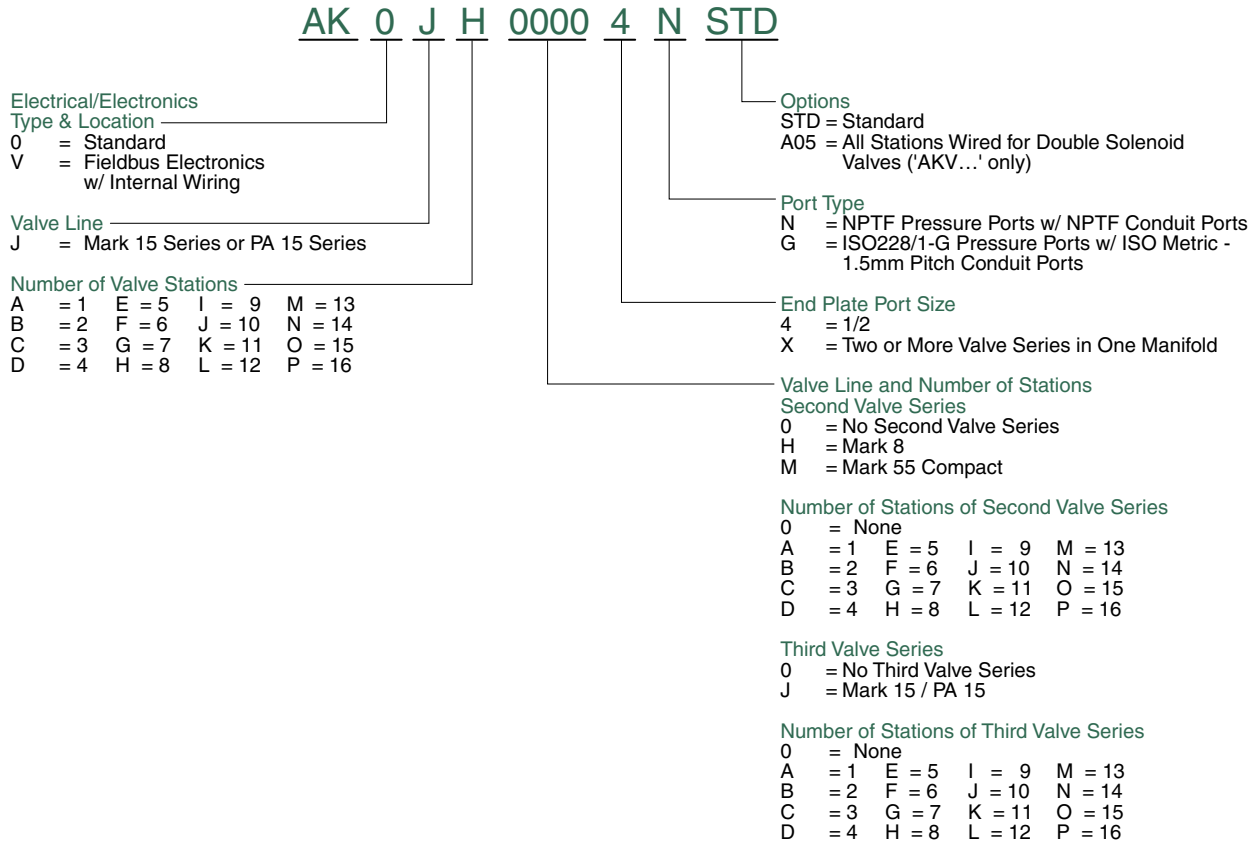 AK 0 J H 0000 4 N STD
Electrical/Electronics
Type & Location
0 = Standard
V = Fieldbus Electronics
w/ Internal Wiring
Valve Line
J = Mark 15 Series or PA 15 Series
Number of Valve Stations
A = 1 E = 5 I = 9 M = 13
B = 2 F = 6 J = 10 N = 14
C = 3 G = 7 K = 11 O = 15
D = 4 H = 8 L = 12 P = 16
Options
STD = Standard
A05 = All Stations Wired for Double Solenoid
Valves ('AKV…' only)
Port Type
N = NPTF Pressure Ports w/ NPTF Conduit Ports
G = ISO228/1-G Pressure Ports w/ ISO Metric -
1.5mm Pitch Conduit Ports
End Plate Port Size
4 = 1/2
X = Two or More Valve Series in One Manifold
Valve Line and Number of Stations
Second Valve Series
0 = No Second Valve Series
H = Mark 8
M = Mark 55 Compact
Number of Stations of Second Valve Series
0 = None
A = 1 E = 5 I = 9 M = 13
B = 2 F = 6 J = 10 N = 14
C = 3 G = 7 K = 11 O = 15
D = 4 H = 8 L = 12 P = 16
Third Valve Series
0 = No Third Valve Series
J = Mark 15 / PA 15
Number of Stations of Third Valve Series
0 = None
A = 1 E = 5 I = 9 M = 13
B = 2 F = 6 J = 10 N = 14
C = 3 G = 7 K = 11 O = 15
D = 4 H = 8 L = 12 P = 16